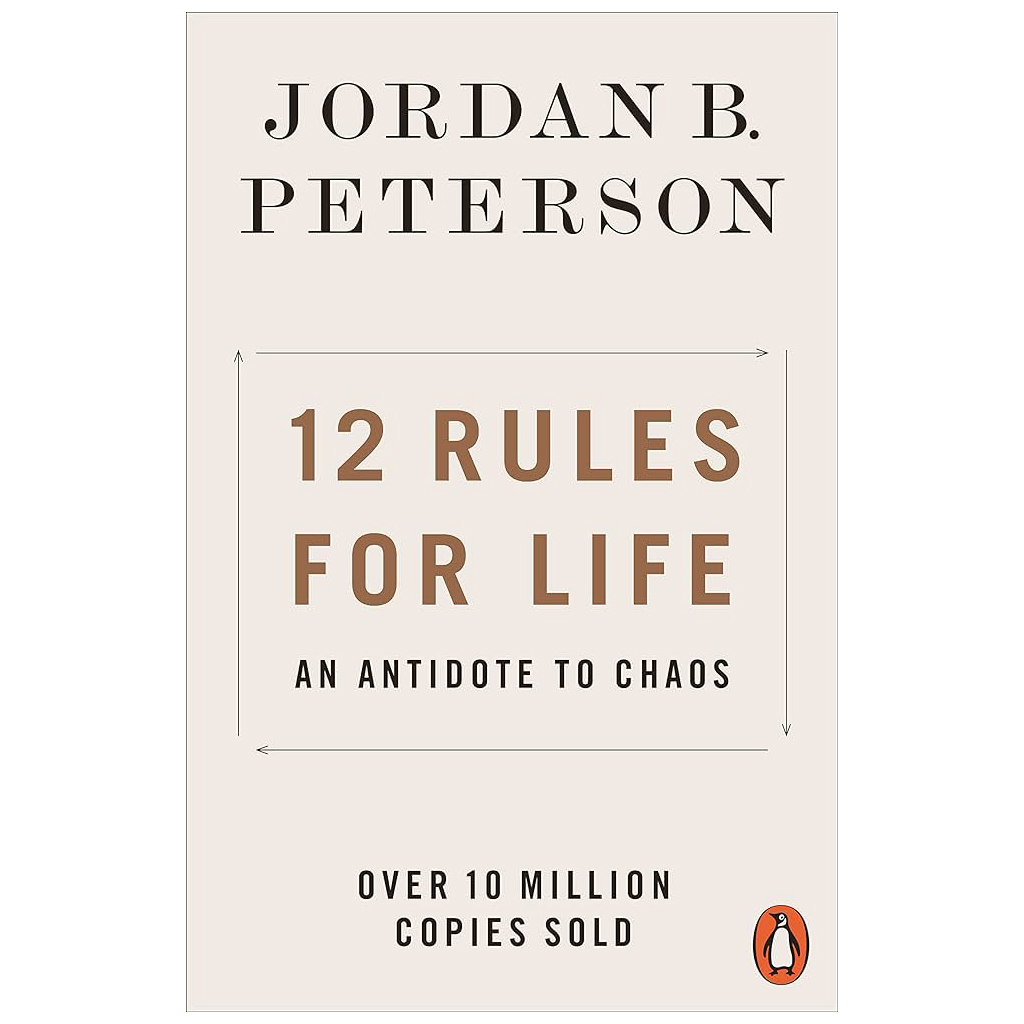 JORDAN B.
PETERSON
12 RULES
FOR LIFE
AN ANTIDOTE TO CHAOS
OVER 10 MILLION
COPIES SOLD